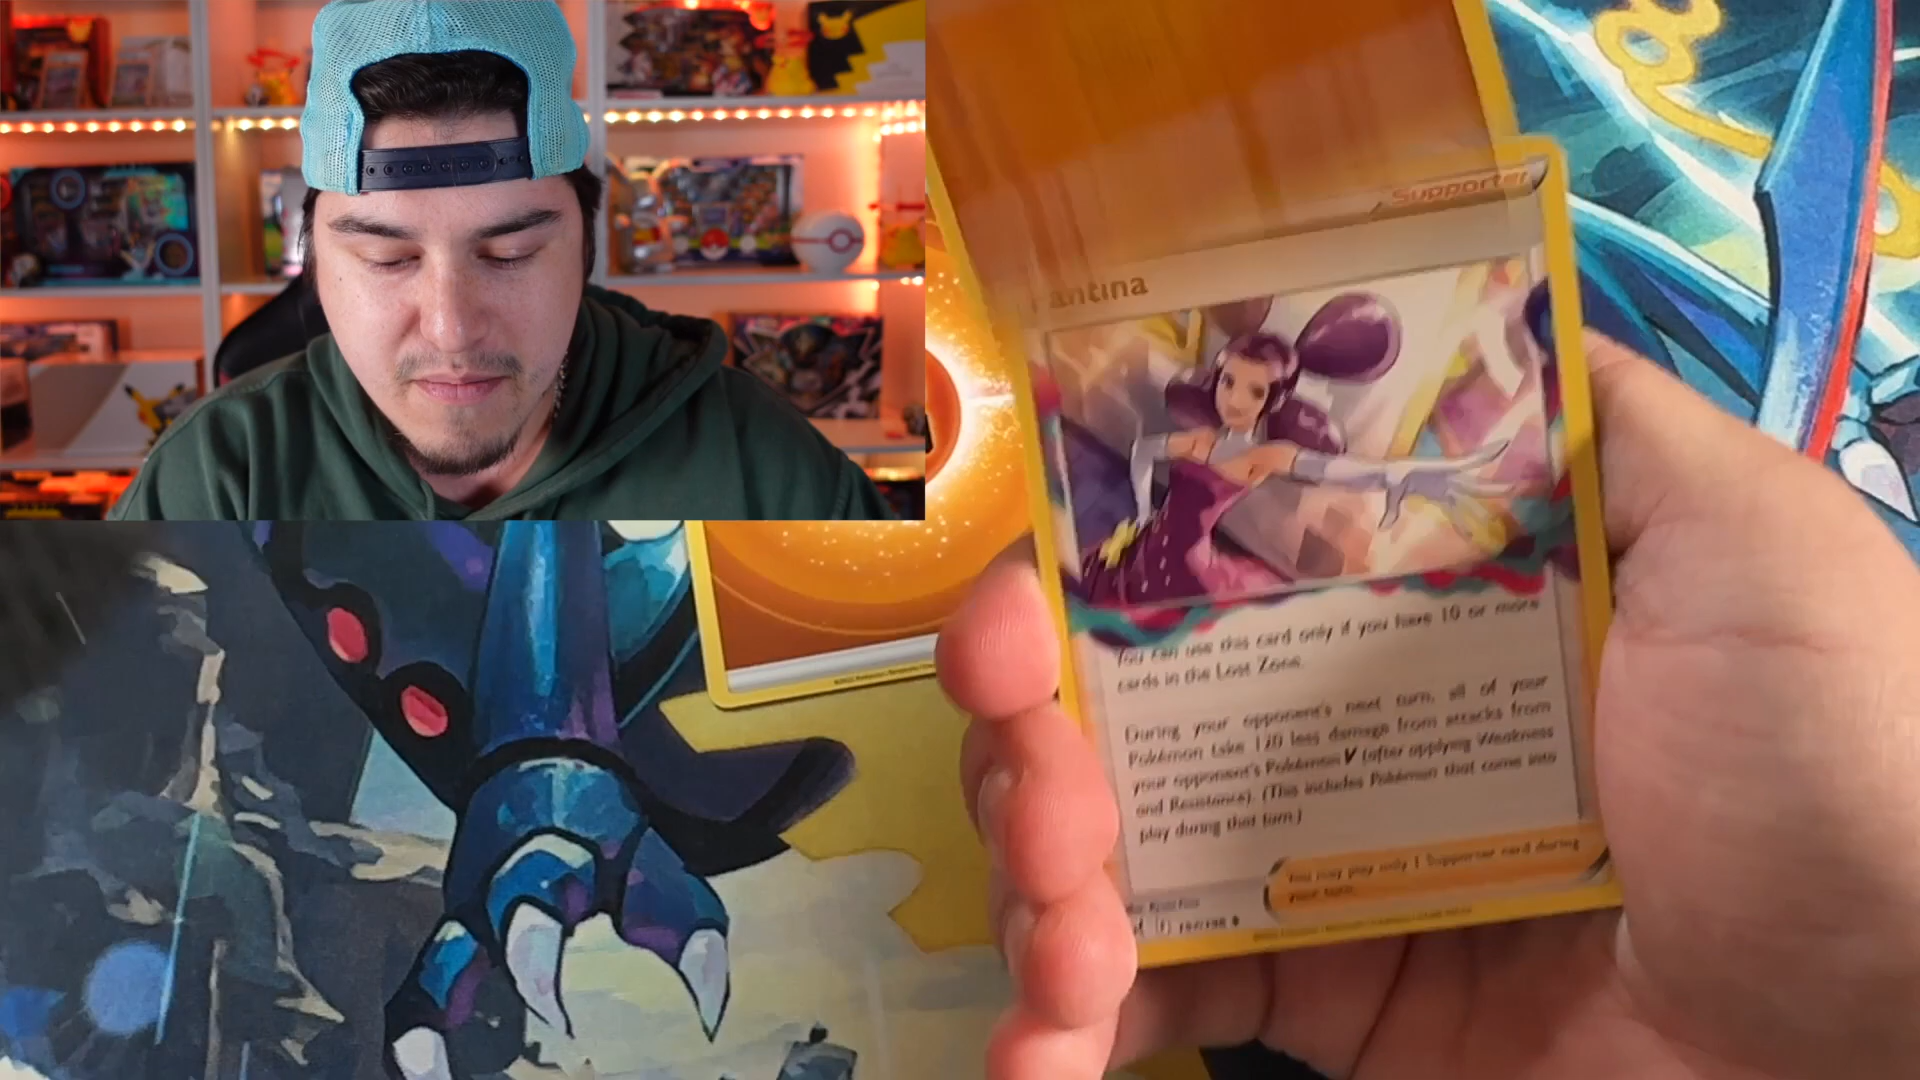 Supporter
antina
You can use this card only if you have 10 or more
cards in the Lost Zone.
During your opponent's next turn, all of your
Pokémon take 120 less damage from attacks from
your opponent's Pokémon V (after applying Weakness
and Resistance). (This includes Pokémon that come into
play during that turn.)
You may play only 1 Supporter card during
your turn.